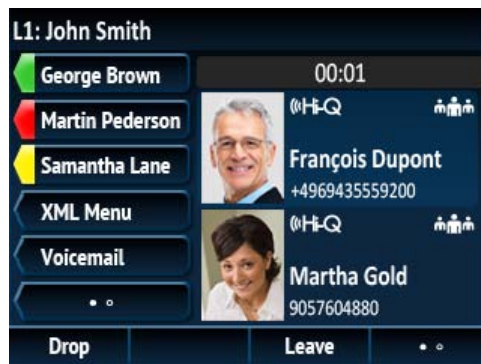 L1: John Smith
George Brown
Martin Pederson
Samantha Lane
XML Menu
Voicemail
00:01
Hi-Q
François Dupont
+4969435559200
Hi-Q
Martha Gold
9057604880
Drop
Leave